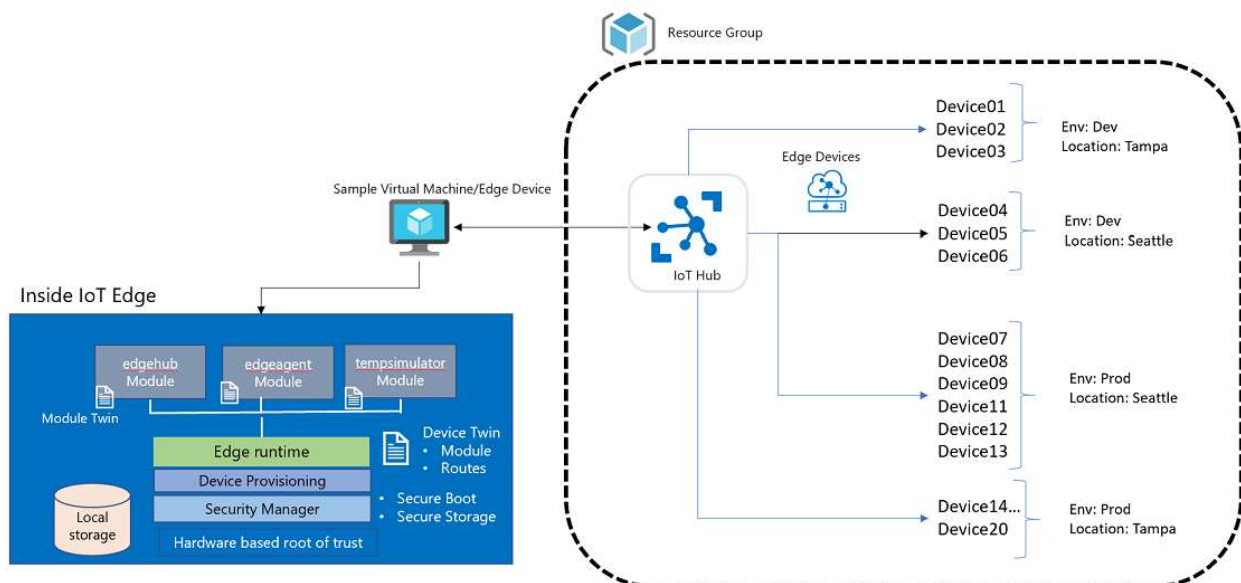 Resource Group
Device01
Device02
Device03
Env: Dev
Location: Tampa
Edge Devices
Sample Virtual Machine/Edge Device
Device04
Device05
Device06
Env: Dev
Location: Seattle
IoT Hub
Inside IoT Edge
edgehub
Module
edgeagent
Module
tempsimulator
Module
Module Twin
Device Twin
• Module
• Routes
Edge runtime
Device Provisioning
Security Manager
• Secure Boot
• Secure Storage
Local
storage
Hardware based root of trust
Device07
Device08
Device09
Device11
Device12
Device13
Env: Prod
Location: Seattle
Device14...
Device20
Env: Prod
Location: Tampa